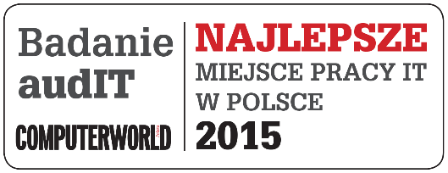 Badanie
audIT
COMPUTERWORLD
NAJLEPSZE
MIEJSCE PRACY IT
W POLSCE
2015